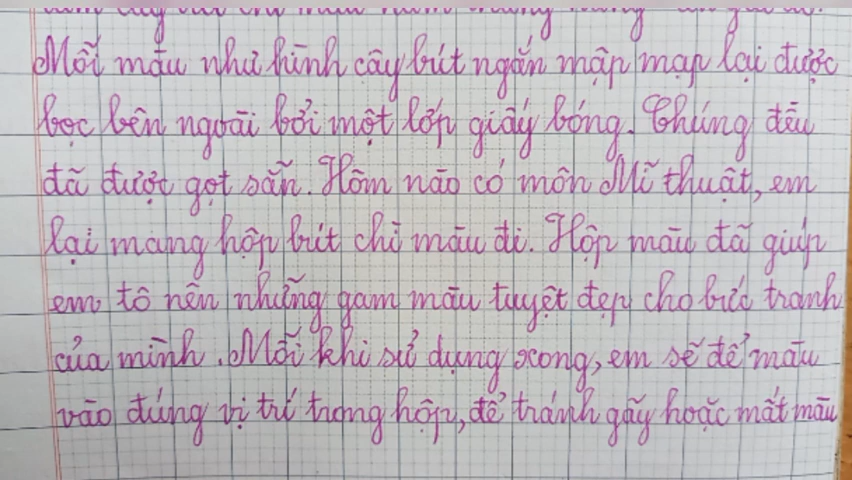 Mỗi màu như hình cây bút ngắn mập mạp lại được
bọc bên ngoài bởi một lớp giấy bóng. Chúng đều
đã được gọt sẵn. Hôm nào có môn Mĩ thuật, em
lại mang hộp bút chì màu đi. Hộp màu đã giúp
em tô nên những gam màu tuyệt đẹp cho bức tranh
của mình. Mỗi khi sử dụng xong, em sẽ để màu
vào đúng vị trí trong hộp, để tránh gãy hoặc mất màu